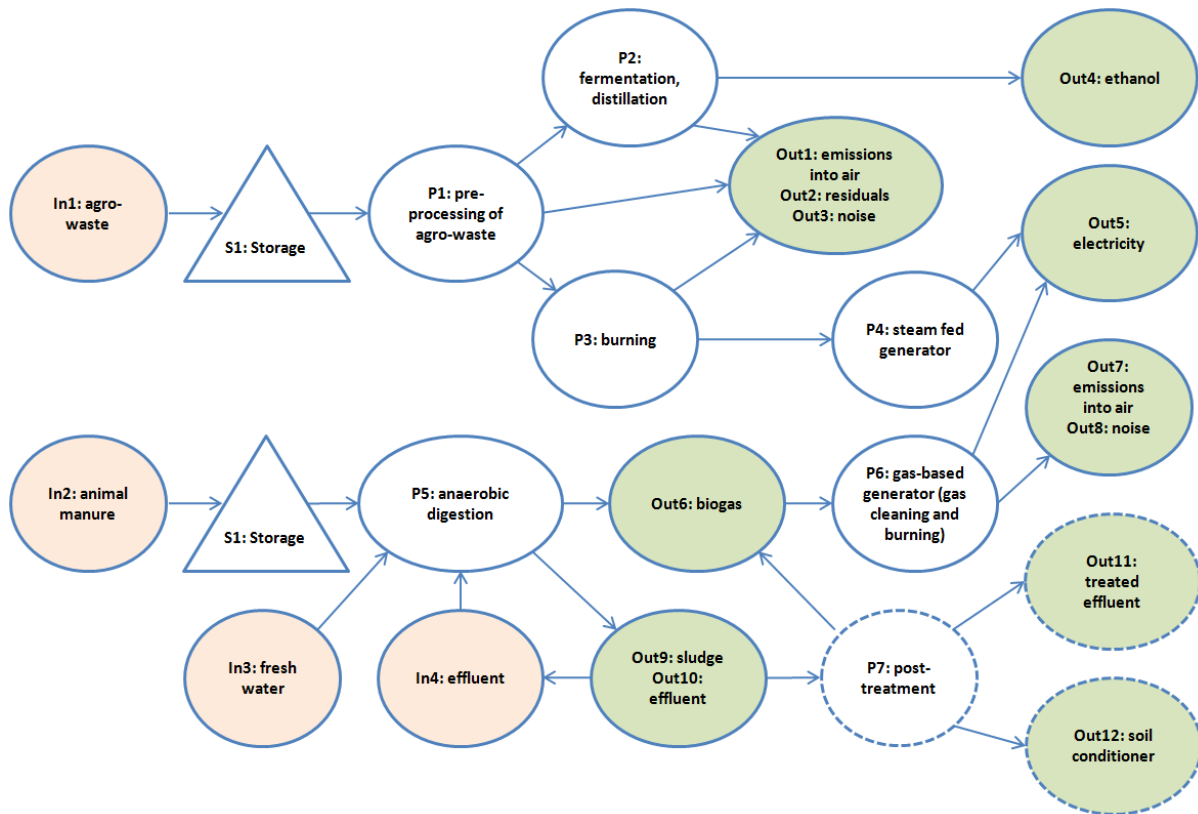 P2:
fermentation,
distillation
Out4: ethanol
Out1: emissions
into air
Out2: residuals
Out3: noise
In1: agro-
waste
S1: Storage
P1: pre-
processing of
agro-waste
Out5:
electricity
P3: burning
P4: steam fed
generator
Out7:
emissions
into air
Out8: noise
In2: animal
manure
S1: Storage
P5: anaerobic
digestion
Out6: biogas
P6: gas-based
generator (gas
cleaning and
burning)
Out11:
treated
effluent
In3: fresh
water
In4: effluent
Out9: sludge
Out10:
effluent
P7: post-
treatment
Out12: soil
conditioner